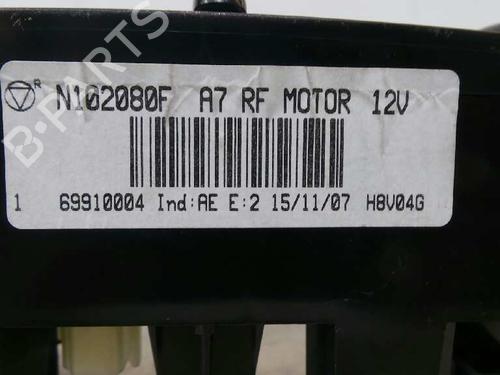 B-PARTS
R N102080F A7 RF MOTOR 12V
1 69910004 Ind:AE E:2 15/11/07 H8V04G